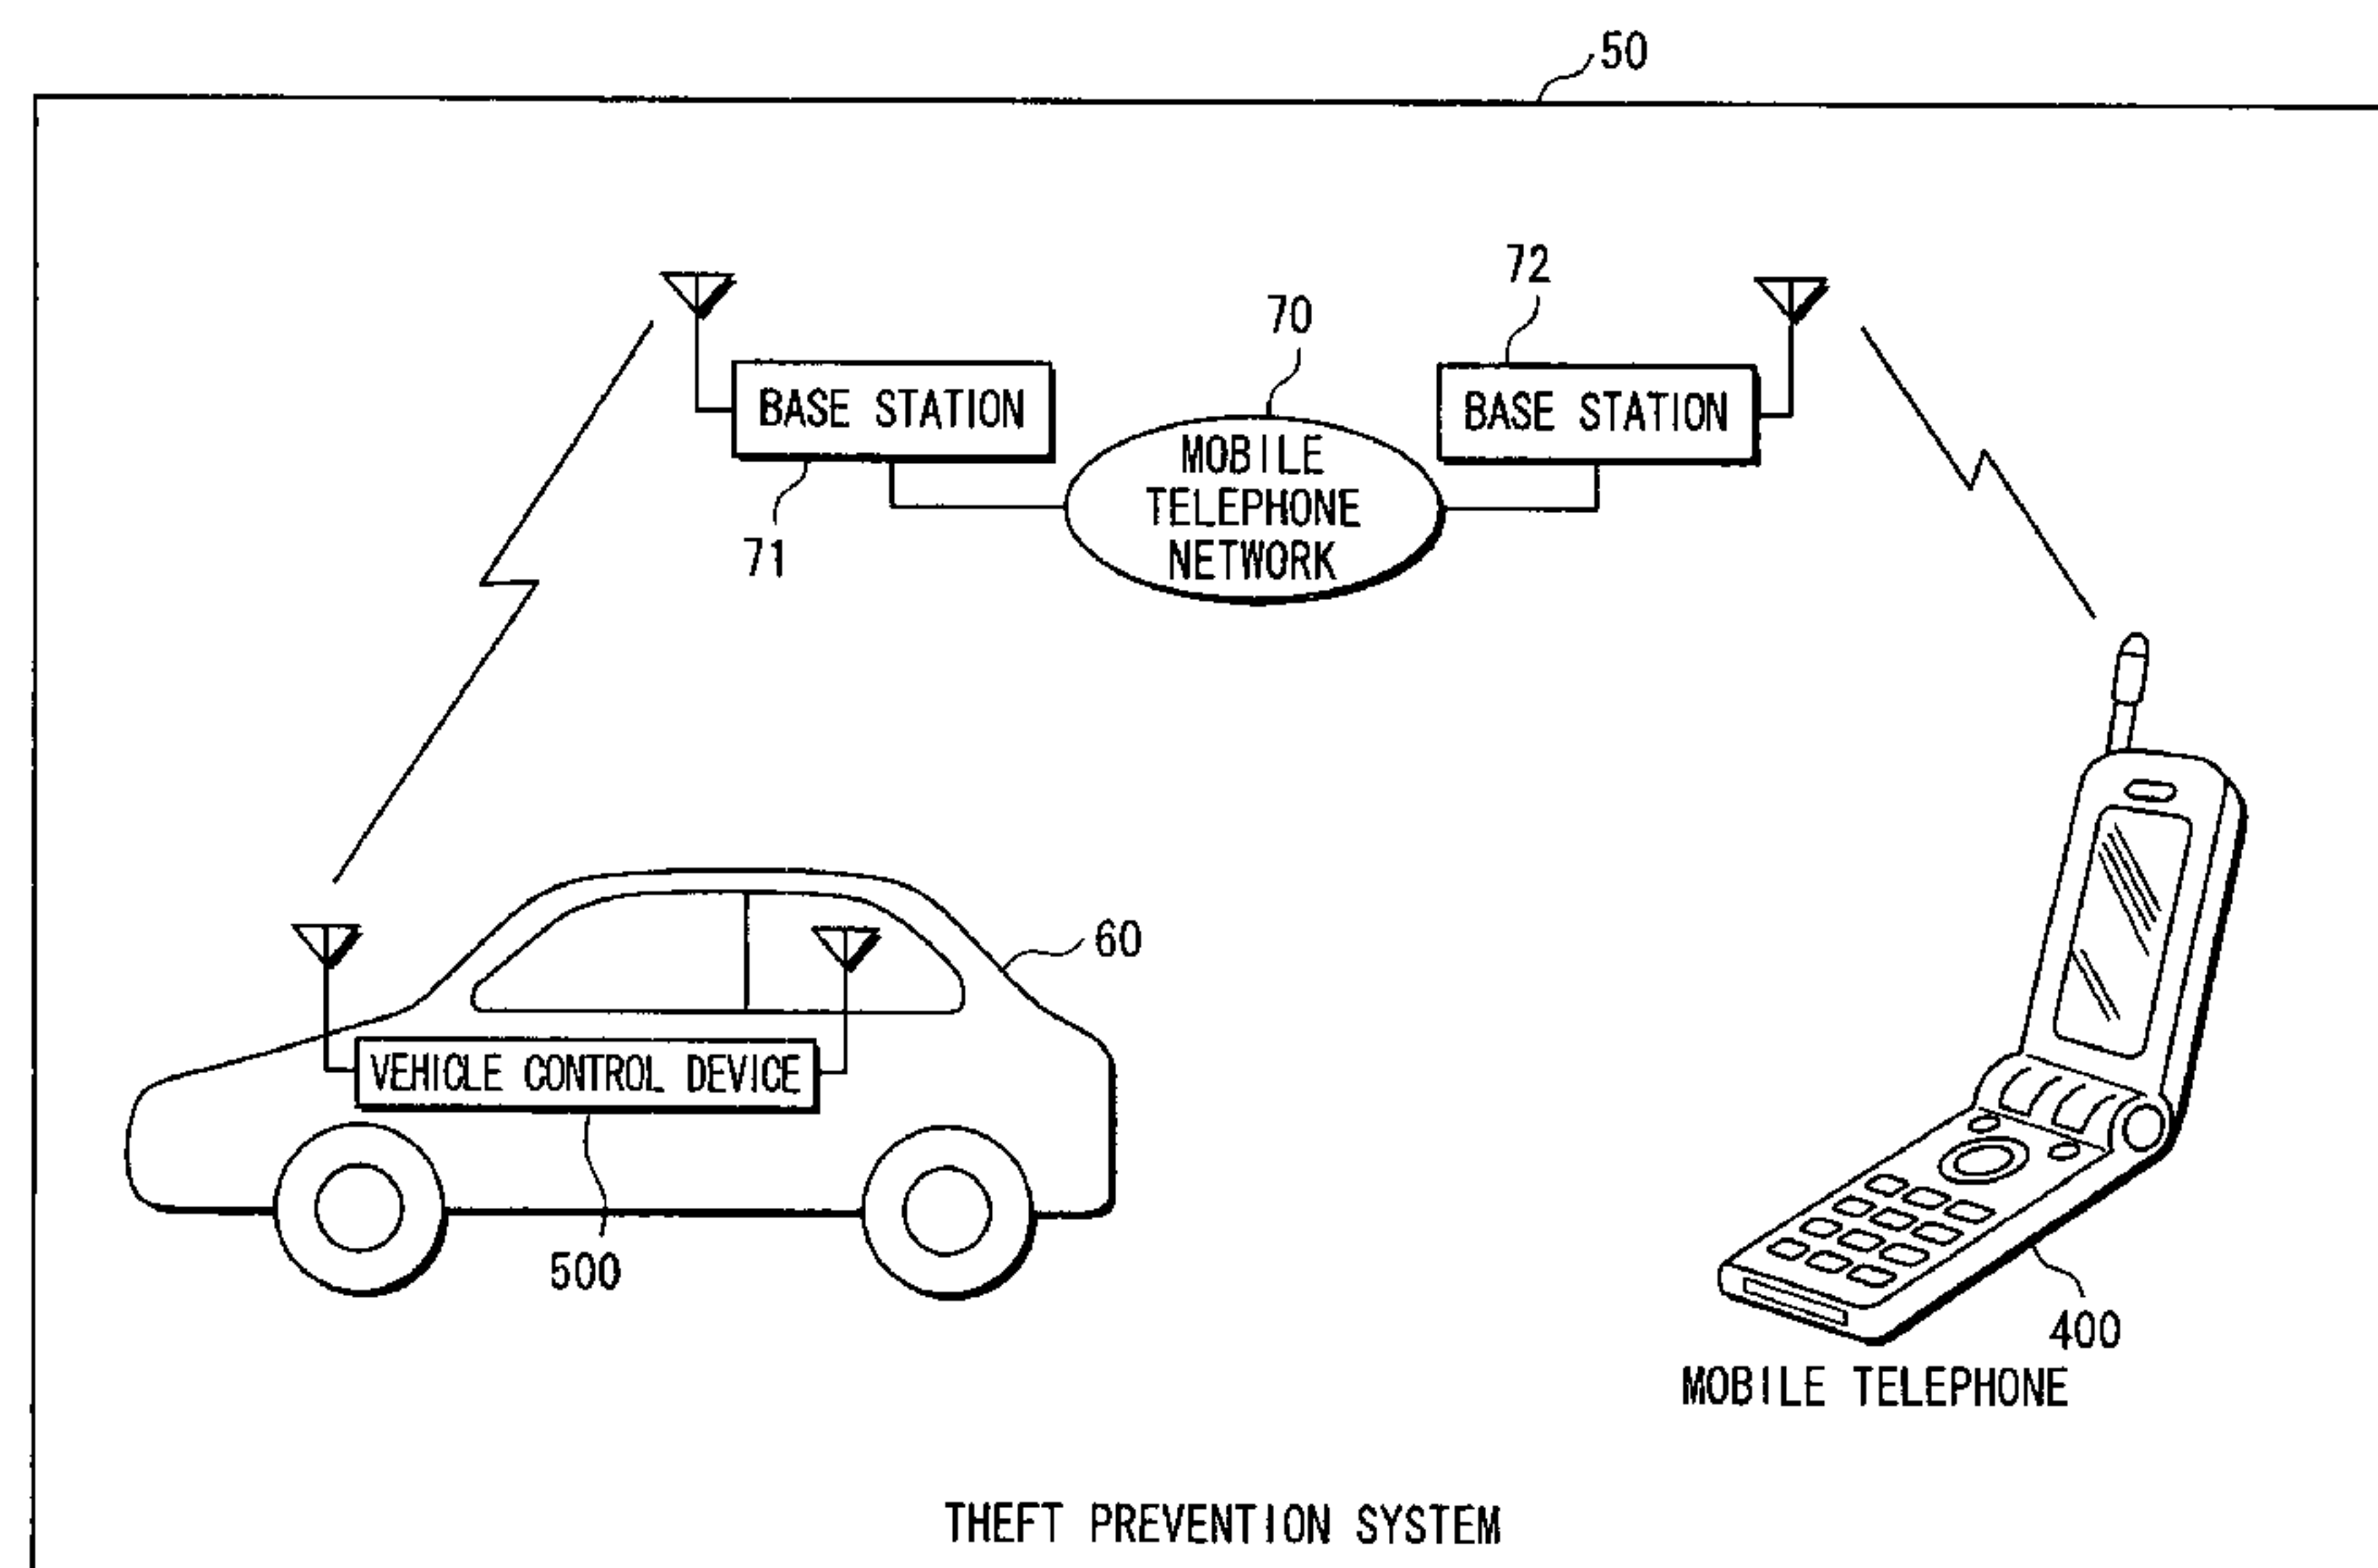 50
72
70
BASE STATION
BASE STATION
MOBILE
TELEPHONE
NETWORK
71
60
VEHICLE CONTROL DEVICE
500
400
MOBILE TELEPHONE
THEFT PREVENTION SYSTEM